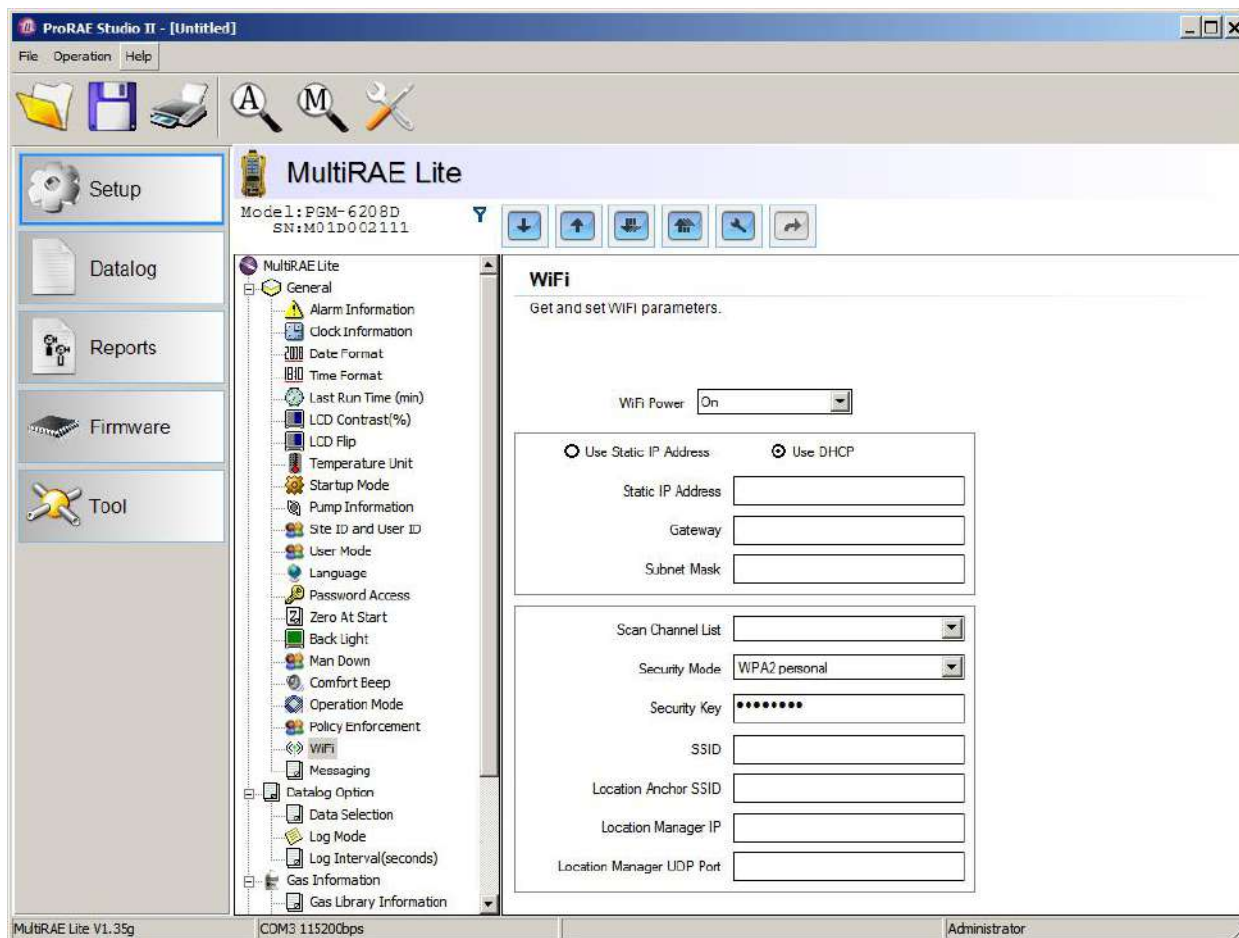 ProRAE Studio II - [Untitled]
File Operation Help
A M
Setup
Datalog
Reports
Firmware
Tool
MultiRAE Lite
Model:PGM-6208D
SN:M01D002111
MultiRAE Lite
General
Alarm Information
Clock Information
Date Format
Time Format
Last Run Time (min)
LCD Contrast(%)
LCD Flip
Temperature Unit
Startup Mode
Pump Information
Site ID and User ID
User Mode
Language
Password Access
Zero At Start
Back Light
Man Down
Comfort Beep
Operation Mode
Policy Enforcement
WiFi
Messaging
Datalog Option
Data Selection
Log Mode
Log Interval(seconds)
Gas Information
Gas Library Information
WiFi
Get and set WIFI parameters.
WiFi Power On
Use Static IP Address Use DHCP
Static IP Address
Gateway
Subnet Mask
Scan Channel List
Security Mode WPA2 personal
Security Key ••••••••
SSID
Location Anchor SSID
Location Manager IP
Location Manager UDP Port
MultiRAE Lite V1.35g COM3 115200bps Administrator